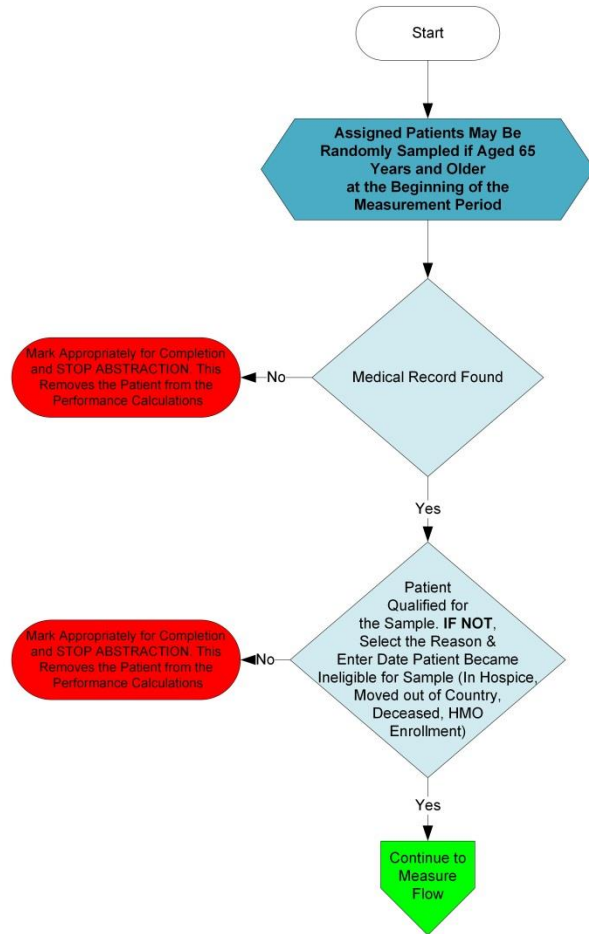 Start
Assigned Patients May Be
Randomly Sampled if Aged 65
Years and Older
at the Beginning of the
Measurement Period
Medical Record Found
No
Mark Appropriately for Completion
and STOP ABSTRACTION. This
Removes the Patient from the
Performance Calculations
Yes
Patient
Qualified for
the Sample. IF NOT,
Select the Reason &
Enter Date Patient Became
Ineligible for Sample (In Hospice,
Moved out of Country,
Deceased, HMO
Enrollment)
No
Mark Appropriately for Completion
and STOP ABSTRACTION. This
Removes the Patient from the
Performance Calculations
Yes
Continue to
Measure
Flow